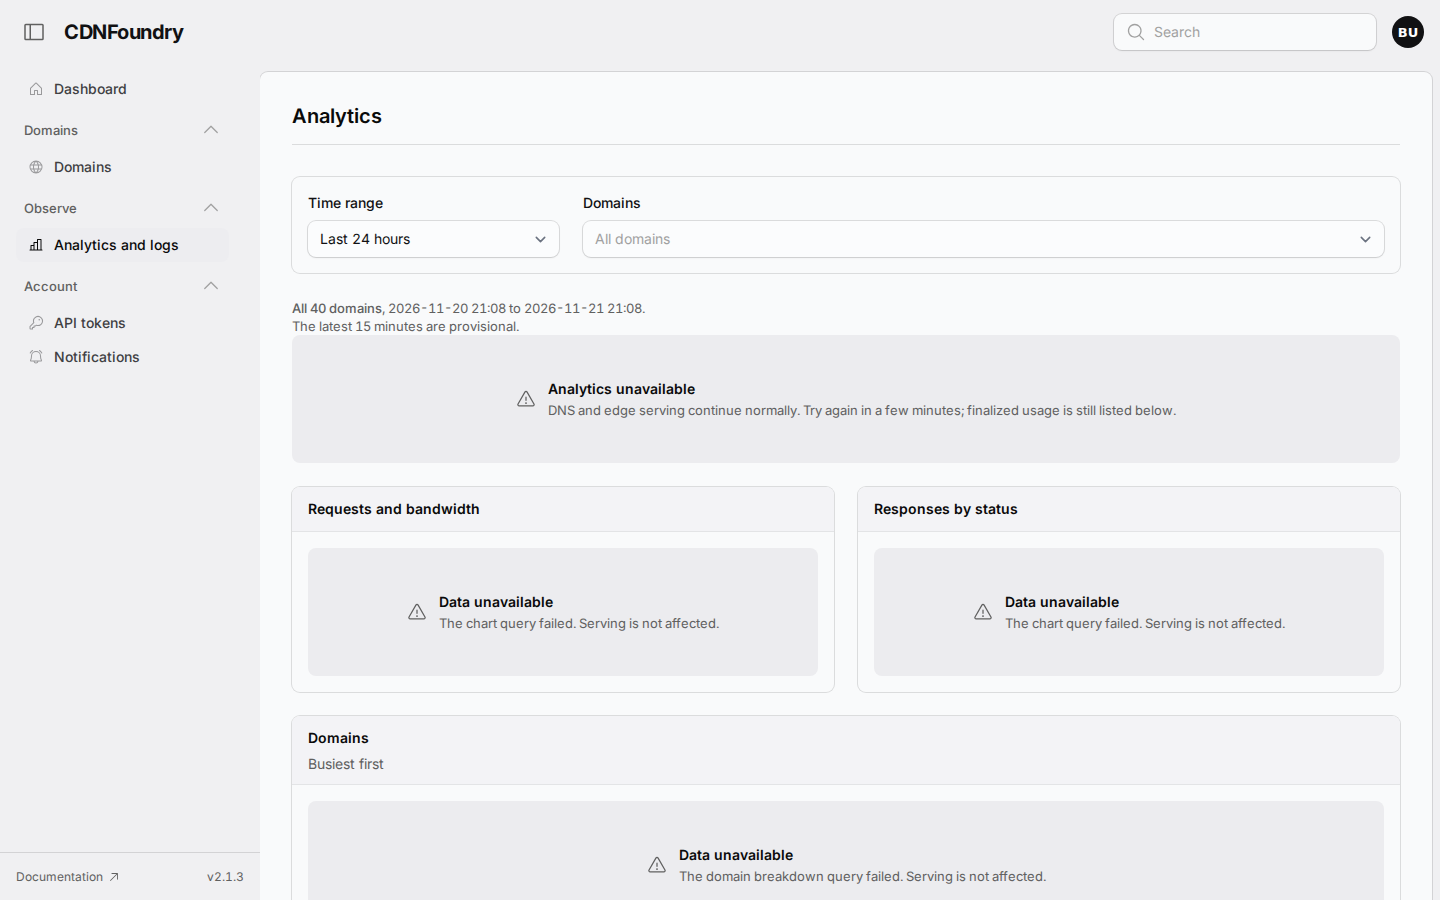 CDNFoundry
Search
BU
Dashboard
Domains
Domains
Observe
Analytics and logs
Account
API tokens
Notifications
Documentation
v2.1.3
Analytics
Time range
Domains
Last 24 hours
All domains
All 40 domains, 2026-11-20 21:08 to 2026-11-21 21:08.
The latest 15 minutes are provisional.
Analytics unavailable
DNS and edge serving continue normally. Try again in a few minutes; finalized usage is still listed below.
Requests and bandwidth
Data unavailable
The chart query failed. Serving is not affected.
Responses by status
Data unavailable
The chart query failed. Serving is not affected.
Domains
Busiest first
Data unavailable
The domain breakdown query failed. Serving is not affected.